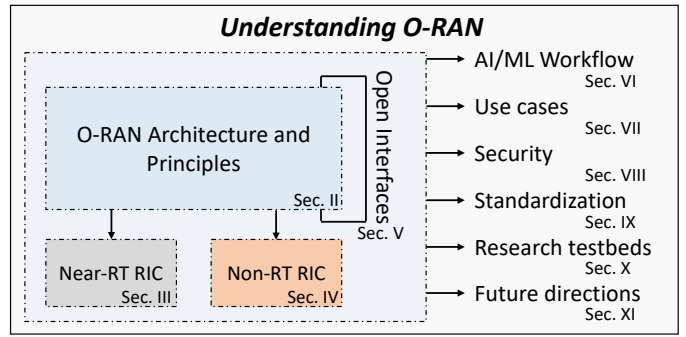 Understanding O-RAN
O-RAN Architecture and
Principles
Sec. II
Open Interfaces
Sec. V
Near-RT RIC
Sec. III
Non-RT RIC
Sec. IV
AI/ML Workflow
Sec. VI
Use cases
Sec. VII
Security
Sec. VIII
Standardization
Sec. IX
Research testbeds
Sec. X
Future directions
Sec. XI